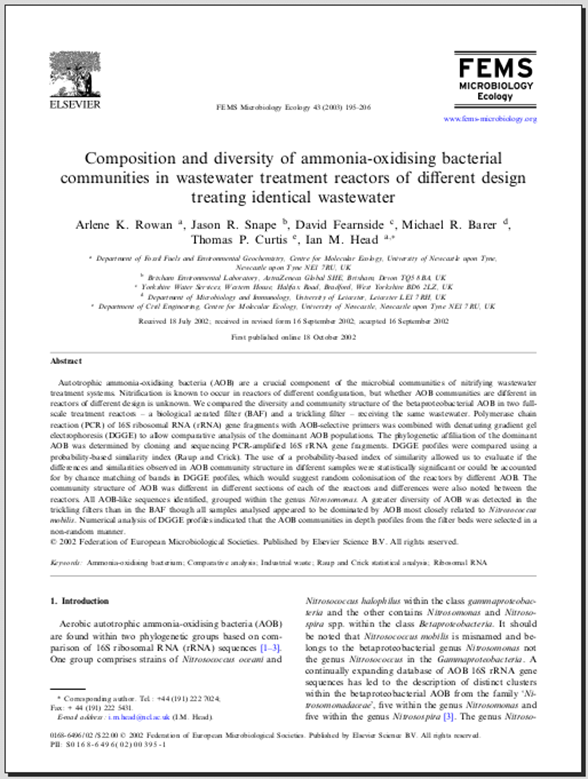 ELSEVIER
FEMS Microbiology Ecology 43 (2003) 195-206
FEMS
MICROBIOLOGY
Ecology
www.fems-microbiology.org
Composition and diversity of ammonia-oxidising bacterial
communities in wastewater treatment reactors of different design
treating identical wastewater
Arlene K. Rowan a, Jason R. Snape b, David Fearnside c, Michael R. Barer d,
Thomas P. Curtis e, Ian M. Head a,*
a Department of Fossil Fuels and Environmental Geochemistry, Centre for Molecular Ecology, University of Newcastle upon Tyne,
Newcastle upon Tyne NE1 7RU, UK
b Brixham Environmental Laboratory, AstraZeneca Global SHE, Brixham, Devon TQ5 8BA, UK
c Yorkshire Water Services, Western House, Halifax Road, Bradford, West Yorkshire BD6 2LZ, UK
d Department of Microbiology and Immunology, University of Leicester, Leicester LE1 7RH, UK
e Department of Civil Engineering, Centre for Molecular Ecology, University of Newcastle, Newcastle upon Tyne NE1 7RU, UK
Received 18 July 2002; received in revised form 16 September 2002; accepted 16 September 2002
First published online 18 October 2002
Abstract
Autotrophic ammonia-oxidising bacteria (AOB) are a crucial component of the microbial communities of nitrifying wastewater
treatment systems. Nitrification is known to occur in reactors of different configuration, but whether AOB communities are different in
reactors of different design is unknown. We compared the diversity and community structure of the betaproteobacterial AOB in two full-
scale treatment reactors – a biological aerated filter (BAF) and a trickling filter – receiving the same wastewater. Polymerase chain
reaction (PCR) of 16S ribosomal RNA (rRNA) gene fragments with AOB-selective primers was combined with denaturing gradient gel
electrophoresis (DGGE) to allow comparative analysis of the dominant AOB populations. The phylogenetic affiliation of the dominant
AOB was determined by cloning and sequencing PCR-amplified 16S rRNA gene fragments. DGGE profiles were compared using a
probability-based similarity index (Raup and Crick). The use of a probability-based index of similarity allowed us to evaluate if the
differences and similarities observed in AOB community structure in different samples were statistically significant or could be accounted
for by chance matching of bands in DGGE profiles, which would suggest random colonisation of the reactors by different AOB. The
community structure of AOB was different in different sections of each of the reactors and differences were also noted between the
reactors. All AOB-like sequences identified, grouped within the genus Nitrosomonas. A greater diversity of AOB was detected in the
trickling filters than in the BAF though all samples analysed appeared to be dominated by AOB most closely related to Nitrosococcus
mobilis. Numerical analysis of DGGE profiles indicated that the AOB communities in depth profiles from the filter beds were selected in a
non-random manner.
© 2002 Federation of European Microbiological Societies. Published by Elsevier Science B.V. All rights reserved.
Keywords: Ammonia-oxidising bacterium; Comparative analysis; Industrial waste; Raup and Crick statistical analysis; Ribosomal RNA
1. Introduction
Aerobic autotrophic ammonia-oxidising bacteria (AOB)
are found within two phylogenetic groups based on com-
parison of 16S ribosomal RNA (rRNA) sequences [1–3].
One group comprises strains of Nitrosococcus oceani and
* Corresponding author. Tel.: +44 (191) 222 7024;
Fax: + 44 (191) 222 5431.
E-mail address: i.m.head@ncl.ac.uk (I.M. Head).
Nitrosococcus halophilus within the class gammaproteobac-
teria and the other contains Nitrosomonas and Nitroso-
spira spp. within the class Betaproteobacteria. It should
be noted that Nitrosococcus mobilis is misnamed and be-
longs to the betaproteobacterial genus Nitrosomonas not
the genus Nitrosococcus in the Gammaproteobacteria. A
continually expanding database of AOB 16S rRNA gene
sequences has led to the description of distinct clusters
within the betaproteobacterial AOB from the family 'Ni-
trosomonadaceae', five within the genus Nitrosomonas and
five within the genus Nitrosospira [3]. The genus Nitroso-
0168-6496/02/$22.00 © 2002 Federation of European Microbiological Societies. Published by Elsevier Science B.V. All rights reserved.
PII: S0168-6496(02)00395-1